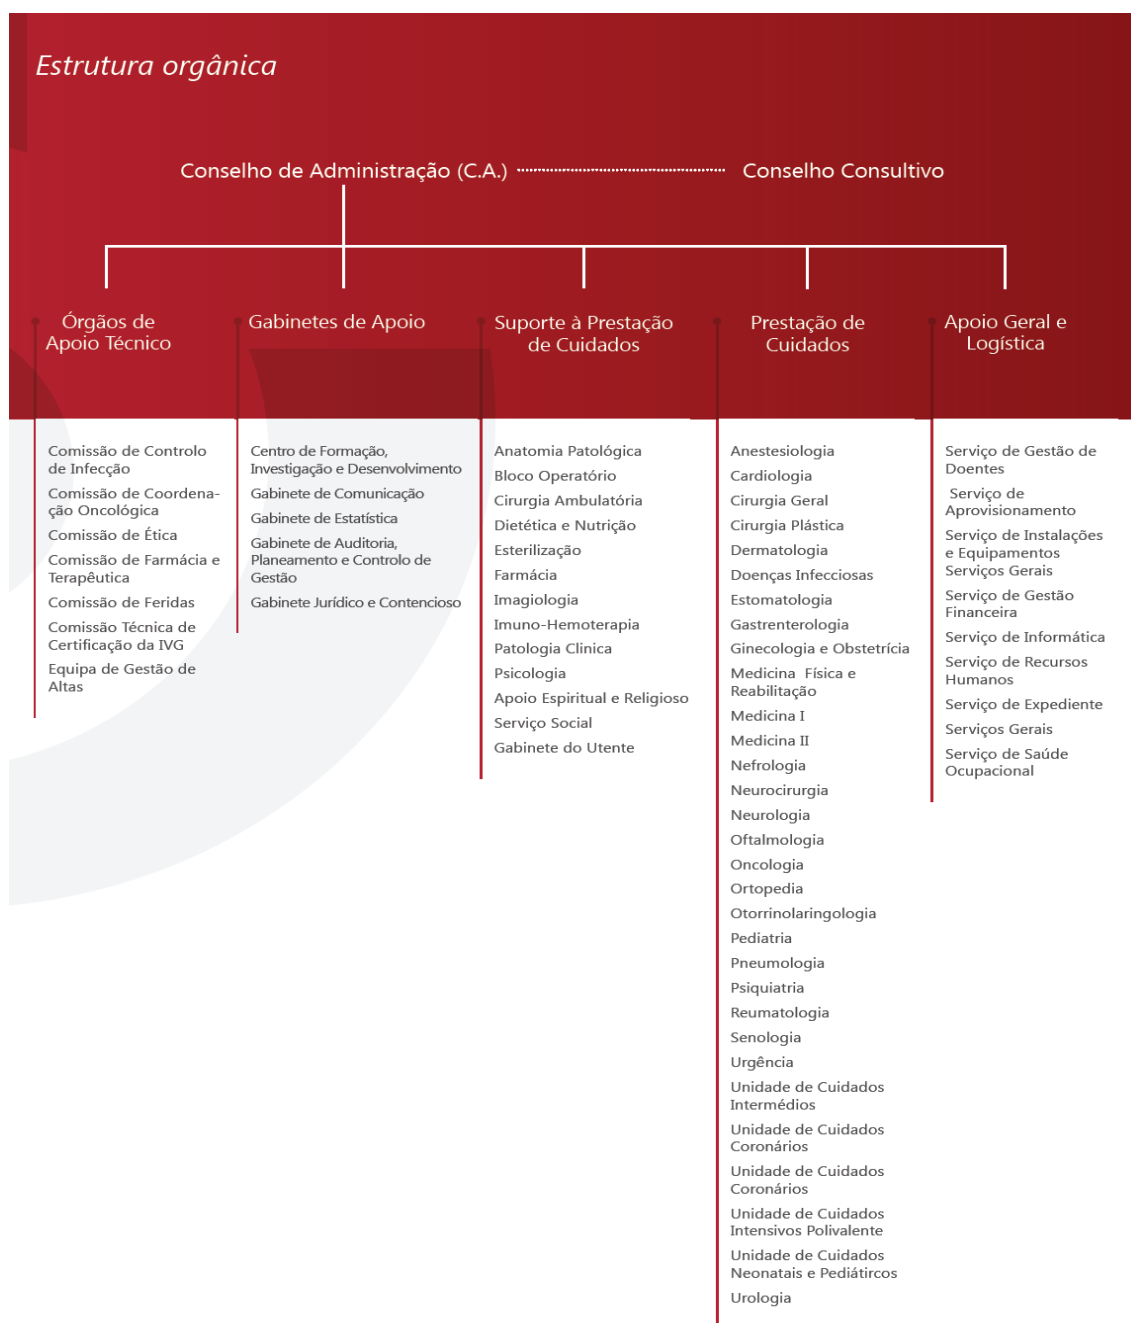 Estrutura orgânica
Conselho de Administração (C.A.)
Conselho Consultivo
Órgãos de
Apoio Técnico
Gabinetes de Apoio
Suporte à Prestação
de Cuidados
Prestação de
Cuidados
Apoio Geral e
Logística
Comissão de Controlo
de Infecção
Comissão de Coordena-
ção Oncológica
Comissão de Ética
Comissão de Farmácia e
Terapêutica
Comissão de Feridas
Comissão Técnica de
Certificação da IVG
Equipa de Gestão de
Altas
Centro de Formação,
Investigação e Desenvolvimento
Gabinete de Comunicação
Gabinete de Estatística
Gabinete de Auditoria,
Planeamento e Controlo de
Gestão
Gabinete Jurídico e Contencioso
Anatomia Patológica
Bloco Operatório
Cirurgia Ambulatória
Dietética e Nutrição
Esterilização
Farmácia
Imagiologia
Imuno-Hemoterapia
Patologia Clinica
Psicologia
Apoio Espiritual e Religioso
Serviço Social
Gabinete do Utente
Anestesiologia
Cardiologia
Cirurgia Geral
Cirurgia Plástica
Dermatologia
Doenças Infecciosas
Estomatologia
Gastrenterologia
Ginecologia e Obstetrícia
Medicina Física e
Reabilitação
Medicina I
Medicina II
Nefrologia
Neurocirurgia
Neurologia
Oftalmologia
Oncologia
Ortopedia
Otorrinolaringologia
Pediatria
Pneumologia
Psiquiatria
Reumatologia
Senologia
Urgência
Unidade de Cuidados
Intermédios
Unidade de Cuidados
Coronários
Unidade de Cuidados
Coronários
Unidade de Cuidados
Intensivos Polivalente
Unidade de Cuidados
Neonatais e Pediátircos
Urologia
Serviço de Gestão de
Doentes
Serviço de
Aprovisionamento
Serviço de Instalações
e Equipamentos
Serviços Gerais
Serviço de Gestão
Financeira
Serviço de Informática
Serviço de Recursos
Humanos
Serviço de Expediente
Serviços Gerais
Serviço de Saúde
Ocupacional